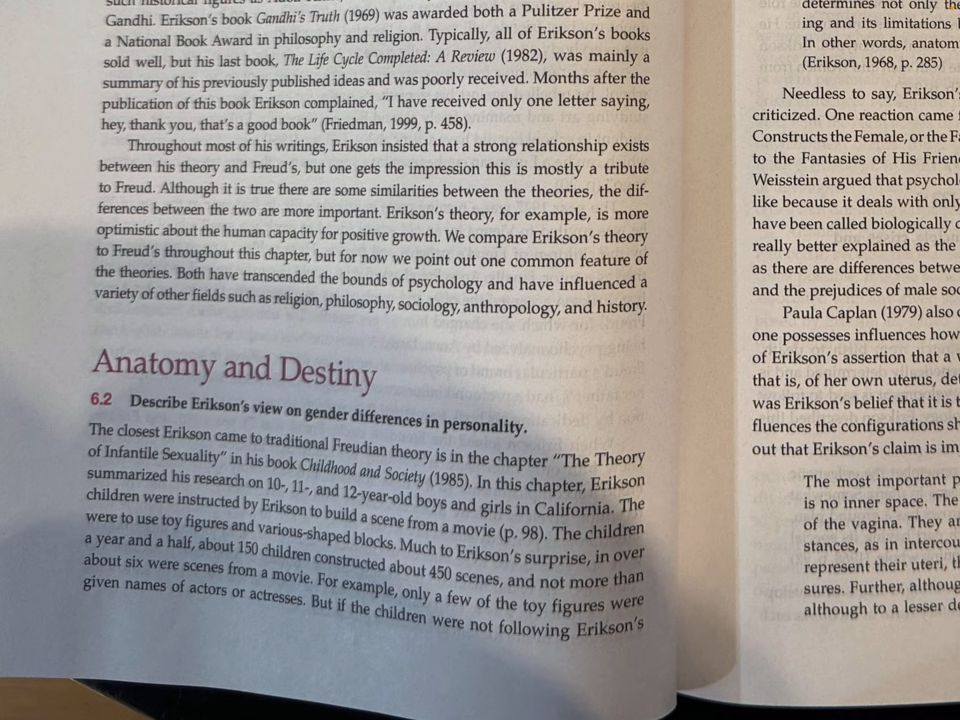 such historical figures as
Gandhi. Erikson's book Gandhi's Truth (1969) was awarded both a Pulitzer Prize and
a National Book Award in philosophy and religion. Typically, all of Erikson's books
sold well, but his last book, The Life Cycle Completed: A Review (1982), was mainly a
summary of his previously published ideas and was poorly received. Months after the
publication of this book Erikson complained, "I have received only one letter saying,
hey, thank you, that's a good book" (Friedman, 1999, p. 458).
Throughout most of his writings, Erikson insisted that a strong relationship exists
between his theory and Freud's, but one gets the impression this is mostly a tribute
to Freud. Although it is true there are some similarities between the theories, the dif-
ferences between the two are more important. Erikson's theory, for example, is more
optimistic about the human capacity for positive growth. We compare Erikson's theory
to Freud's throughout this chapter, but for now we point out one common feature of
the theories. Both have transcended the bounds of psychology and have influenced a
variety of other fields such as religion, philosophy, sociology, anthropology, and history.
Anatomy and Destiny
6.2 Describe Erikson's view on gender differences in personality.
The closest Erikson came to traditional Freudian theory is in the chapter "The Theory
of Infantile Sexuality" in his book Childhood and Society (1985). In this chapter, Erikson
summarized his research on 10-, 11-, and 12-year-old boys and girls in California. The
children were instructed by Erikson to build a scene from a movie (p. 98). The children
were to use toy figures and various-shaped blocks. Much to Erikson's surprise, in over
a year and a half, about 150 children constructed about 450 scenes, and not more than
about six were scenes from a movie. For example, only a few of the toy figures were
given names of actors or actresses. But if the children were not following Erikson's
determines not only the
ing and its limitations
In other words, anatom
(Erikson, 1968, p. 285)
Needless to say, Erikson's
criticized. One reaction came
Constructs the Female, or the Fa
to the Fantasies of His Frien
Weisstein argued that psychol
like because it deals with only
have been called biologically
really better explained as the
as there are differences betwe
and the prejudices of male soc
Paula Caplan (1979) also
one possesses influences how
of Erikson's assertion that a
that is, of her own uterus, det
was Erikson's belief that it is t
fluences the configurations sh
out that Erikson's claim is im
The most important p
is no inner space. The
of the vagina. They ar
stances, as in intercou
represent their uteri, th
sures. Further, althoug
although to a lesser de